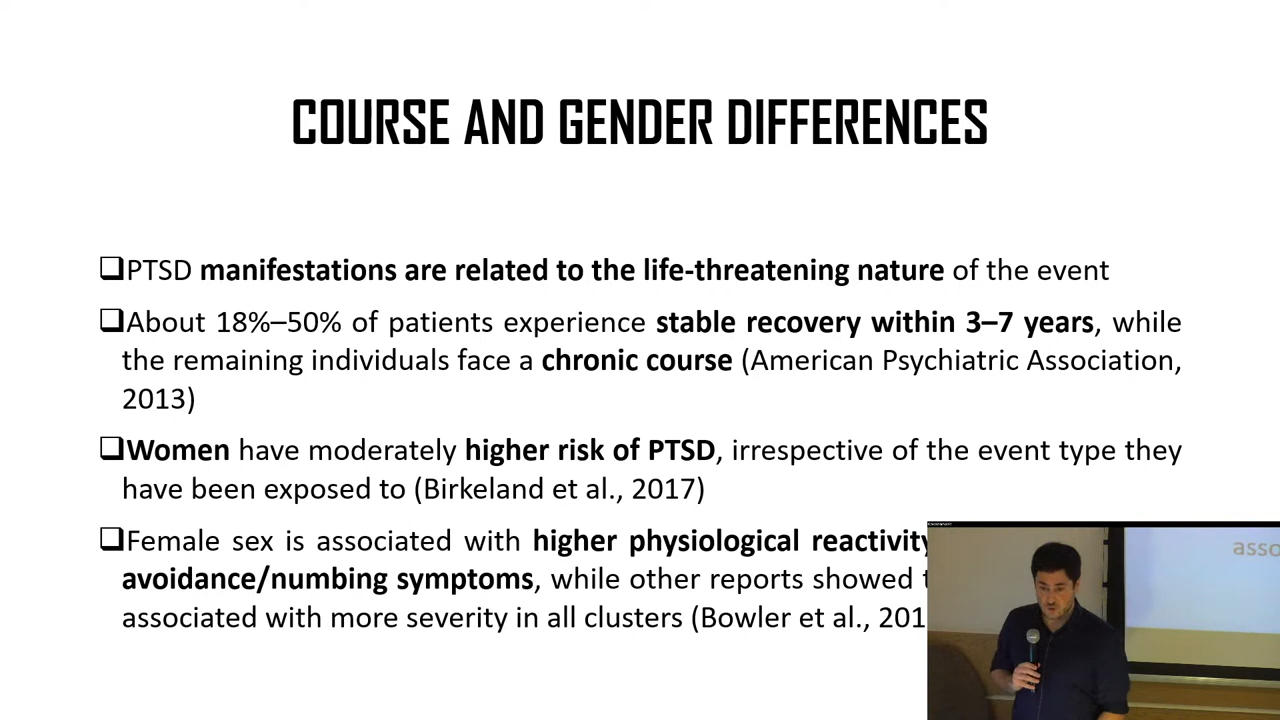 COURSE AND GENDER DIFFERENCES
❑PTSD manifestations are related to the life-threatening nature of the event
❑About 18%–50% of patients experience stable recovery within 3–7 years, while
the remaining individuals face a chronic course (American Psychiatric Association,
2013)
❑Women have moderately higher risk of PTSD, irrespective of the event type they
have been exposed to (Birkeland et al., 2017)
❑Female sex is associated with higher physiological reactivity
avoidance/numbing symptoms, while other reports showed
associated with more severity in all clusters (Bowler et al., 201
asso